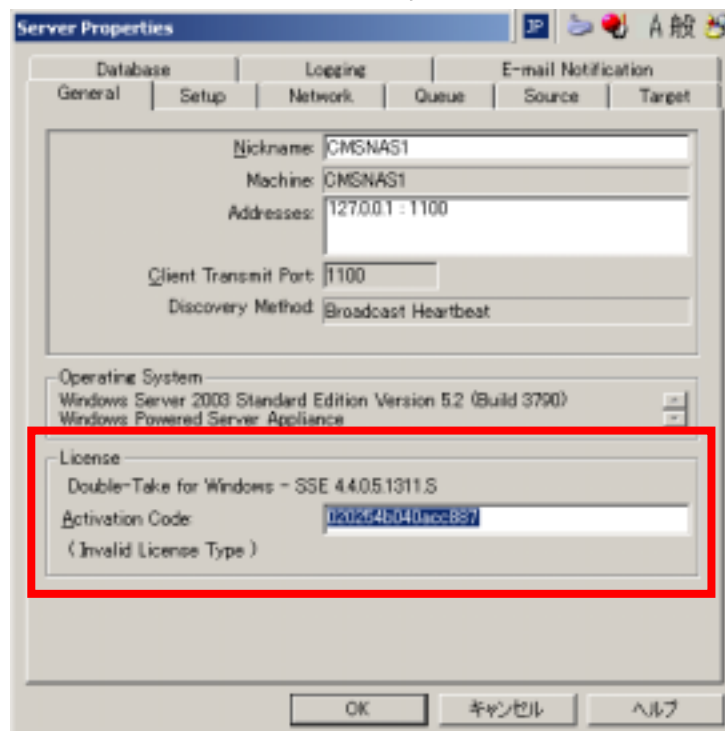 Server Properties
JP
A 般
Database Logging E-mail Notification
General Setup Network Queue Source Target
Nickname: CMSNAS1
Machine: CMSNAS1
Addresses: 127.0.0.1 : 1100
Client Transmit Port: 1100
Discovery Method: Broadcast Heartbeat
Operating System
Windows Server 2003 Standard Edition Version 5.2 (Build 3790)
Windows Powered Server Appliance
License
Double-Take for Windows - SSE 4.4.0.5.1311.S
Activation Code:
( Invalid License Type )
OK キャンセル ヘルプ